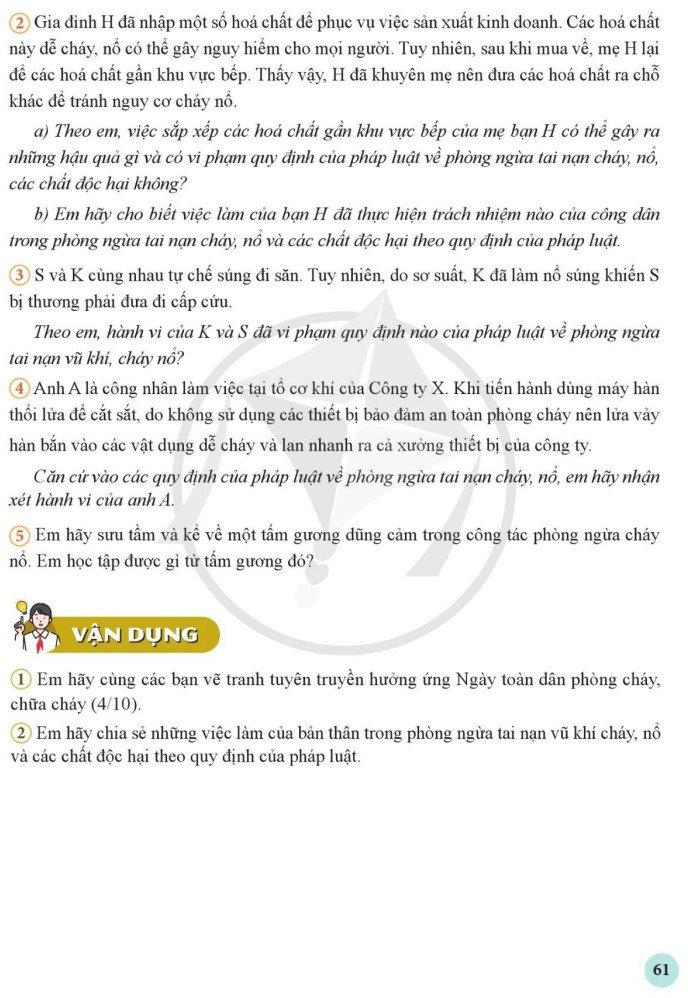 2 Gia đình H đã nhập một số hoá chất để phục vụ việc sản xuất kinh doanh. Các hoá chất
này dễ cháy, nổ có thể gây nguy hiểm cho mọi người. Tuy nhiên, sau khi mua về, mẹ H lại
để các hoá chất gần khu vực bếp. Thấy vậy, H đã khuyên mẹ nên đưa các hoá chất ra chỗ
khác để tránh nguy cơ cháy nổ.
a) Theo em, việc sắp xếp các hoá chất gần khu vực bếp của mẹ bạn H có thể gây ra
những hậu quả gì và có vi phạm quy định của pháp luật về phòng ngừa tai nạn cháy, nổ,
các chất độc hại không?
b) Em hãy cho biết việc làm của bạn H đã thực hiện trách nhiệm nào của công dân
trong phòng ngừa tai nạn cháy, nổ và các chất độc hại theo quy định của pháp luật.
3 S và K cùng nhau tự chế súng đi săn. Tuy nhiên, do sơ suất, K đã làm nổ súng khiến S
bị thương phải đưa đi cấp cứu.
Theo em, hành vi của K và S đã vi phạm quy định nào của pháp luật về phòng ngừa
tai nạn vũ khí, cháy nổ?
4 Anh A là công nhân làm việc tại tổ cơ khí của Công ty X. Khi tiến hành dùng máy hàn
thổi lửa để cắt sắt, do không sử dụng các thiết bị bảo đảm an toàn phòng cháy nên lửa vảy
hàn bắn vào các vật dụng dễ cháy và lan nhanh ra cả xưởng thiết bị của công ty.
Căn cứ vào các quy định của pháp luật về phòng ngừa tai nạn cháy, nổ, em hãy nhận
xét hành vi của anh A.
5 Em hãy sưu tầm và kể về một tấm gương dũng cảm trong công tác phòng ngừa cháy
nổ. Em học tập được gì từ tấm gương đó?
VẬN DỤNG
1 Em hãy cùng các bạn vẽ tranh tuyên truyền hưởng ứng Ngày toàn dân phòng cháy,
chữa cháy (4/10).
2 Em hãy chia sẻ những việc làm của bản thân trong phòng ngừa tai nạn vũ khí cháy, nổ
và các chất độc hại theo quy định của pháp luật.
61